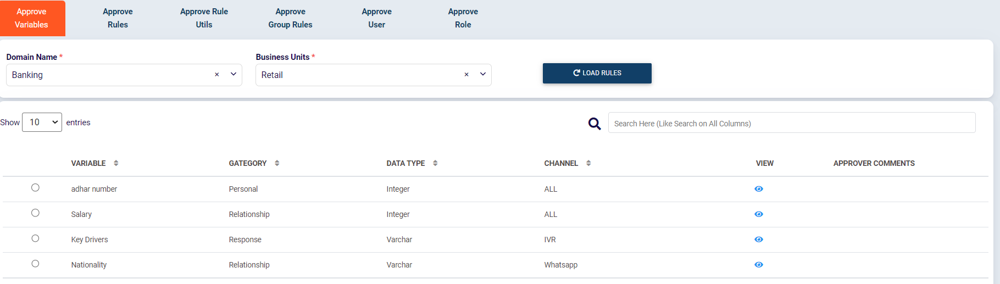 Approve
Variables
Approve
Rules
Approve Rule
Utils
Approve
Group Rules
Approve
User
Approve
Role
Domain Name *
Business Units *
Banking × 
Retail ×
LOAD RULES
Show 10 entries
Search Here (Like Search on All Columns)
VARIABLE GATEGORY DATA TYPE CHANNEL VIEW APPROVER COMMENTS
adhar number Personal Integer ALL
Salary Relationship Integer ALL
Key Drivers Response Varchar IVR
Nationality Relationship Varchar Whatsapp